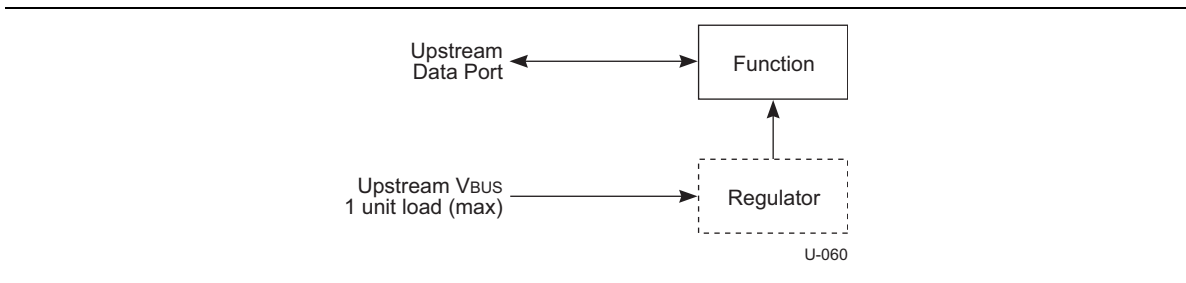 Upstream
Data Port
Function
Upstream VBUS
1 unit load (max)
Regulator
U-060